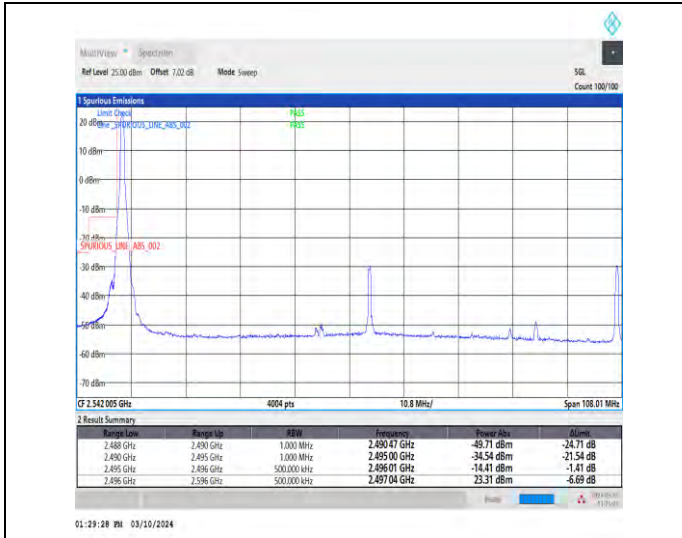 MultiView Spectrum
Ref Level 25.00 dBm Offset 7.02 dB Mode Sweep SGL
Count 100/100
1 Spurious Emissions
Limit Check PASS
20 dBm Line _SPURIOUS_LINE_ABS_002 PASS
10 dBm
0 dBm
-10 dBm
-20 dBm
SPURIOUS_LINE_ABS_002
-30 dBm
-40 dBm
-50 dBm
-60 dBm
-70 dBm
CF 2.542 005 GHz 4004 pts 10.8 MHz/ Span 108.01 MHz
2 Result Summary
Range Low Range Up RBW Frequency Power Abs ΔLimit
2.488 GHz 2.490 GHz 1.000 MHz 2.490 47 GHz -49.71 dBm -24.71 dB
2.490 GHz 2.495 GHz 1.000 MHz 2.495 00 GHz -34.54 dBm -21.54 dB
2.495 GHz 2.496 GHz 500.000 kHz 2.496 01 GHz -14.41 dBm -1.41 dB
2.496 GHz 2.596 GHz 500.000 kHz 2.497 04 GHz 23.31 dBm -6.69 dB
Ready
01:29:28 PM 03/10/2024